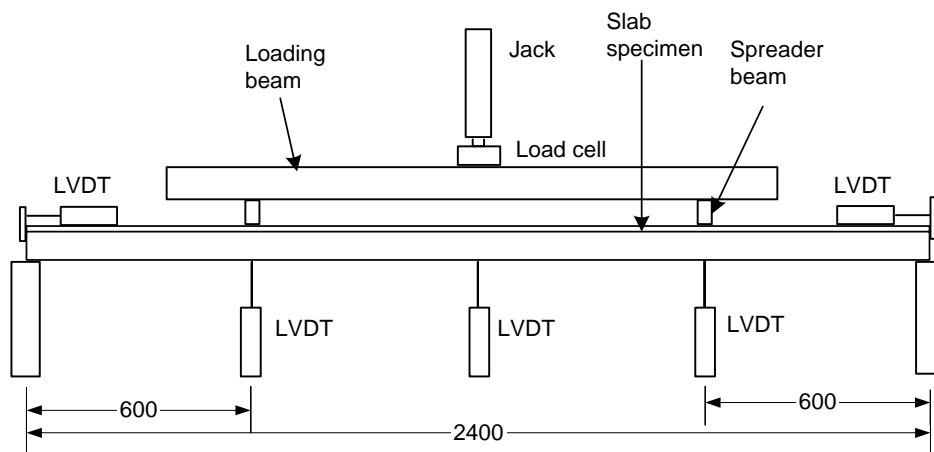 Slab
specimen
Jack
Loading
beam
Spreader
beam
Load cell
LVDT
LVDT
LVDT
LVDT
LVDT
600
600
2400